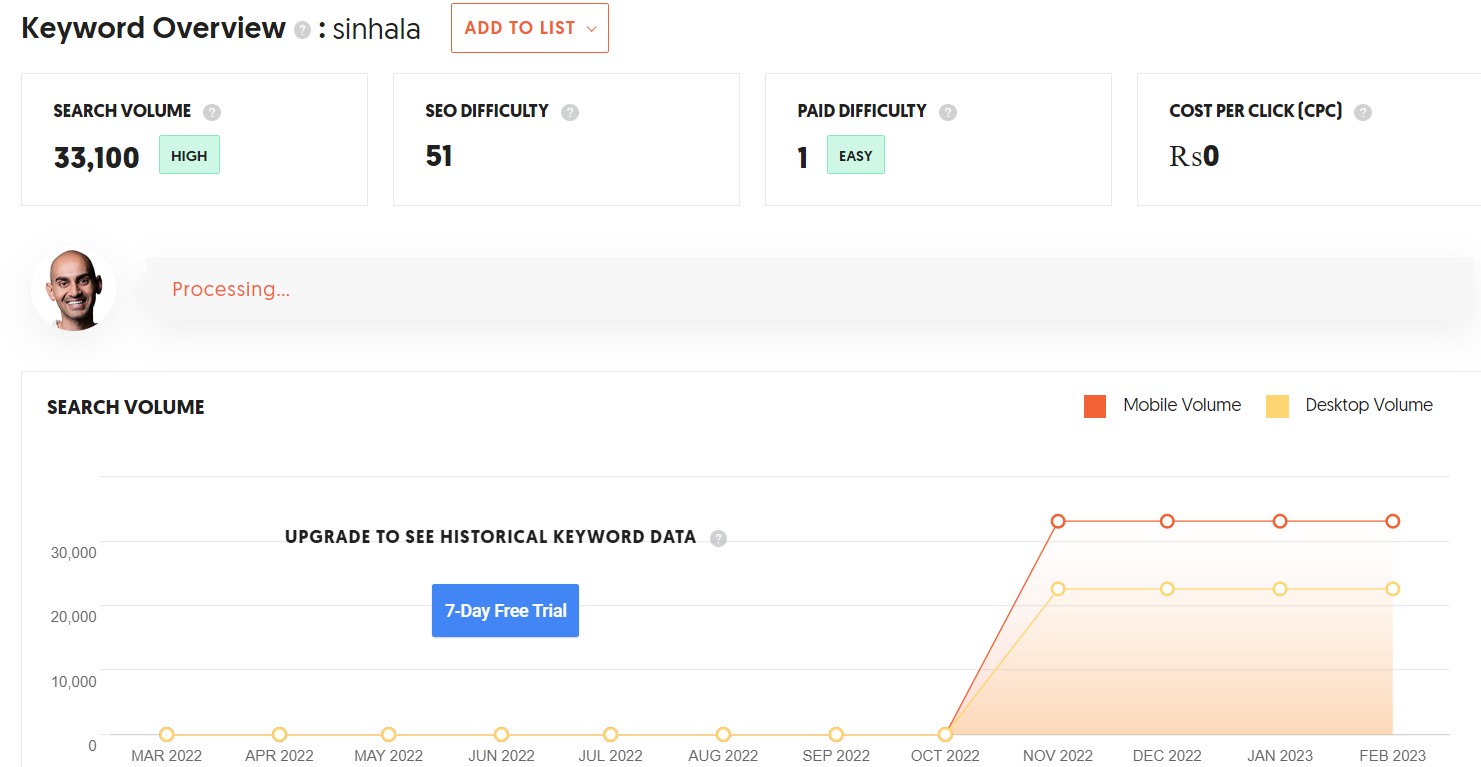 Keyword Overview ? : sinhala ADD TO LIST
SEARCH VOLUME ? SEO DIFFICULTY ? PAID DIFFICULTY ? COST PER CLICK (CPC) ?
33,100 HIGH 51 1 EASY Rs0
Processing...
SEARCH VOLUME Mobile Volume Desktop Volume
UPGRADE TO SEE HISTORICAL KEYWORD DATA ?
30,000
7-Day Free Trial
20,000
10,000
0
MAR 2022 APR 2022 MAY 2022 JUN 2022 JUL 2022 AUG 2022 SEP 2022 OCT 2022 NOV 2022 DEC 2022 JAN 2023 FEB 2023